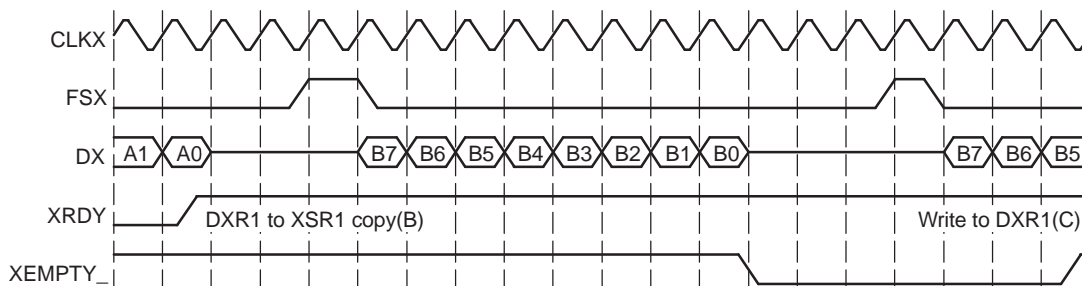 CLKX
FSX
DX A1 A0 B7 B6 B5 B4 B3 B2 B1 B0 B7 B6 B5
XRDY DXR1 to XSR1 copy(B) Write to DXR1(C)
XEMPTY_